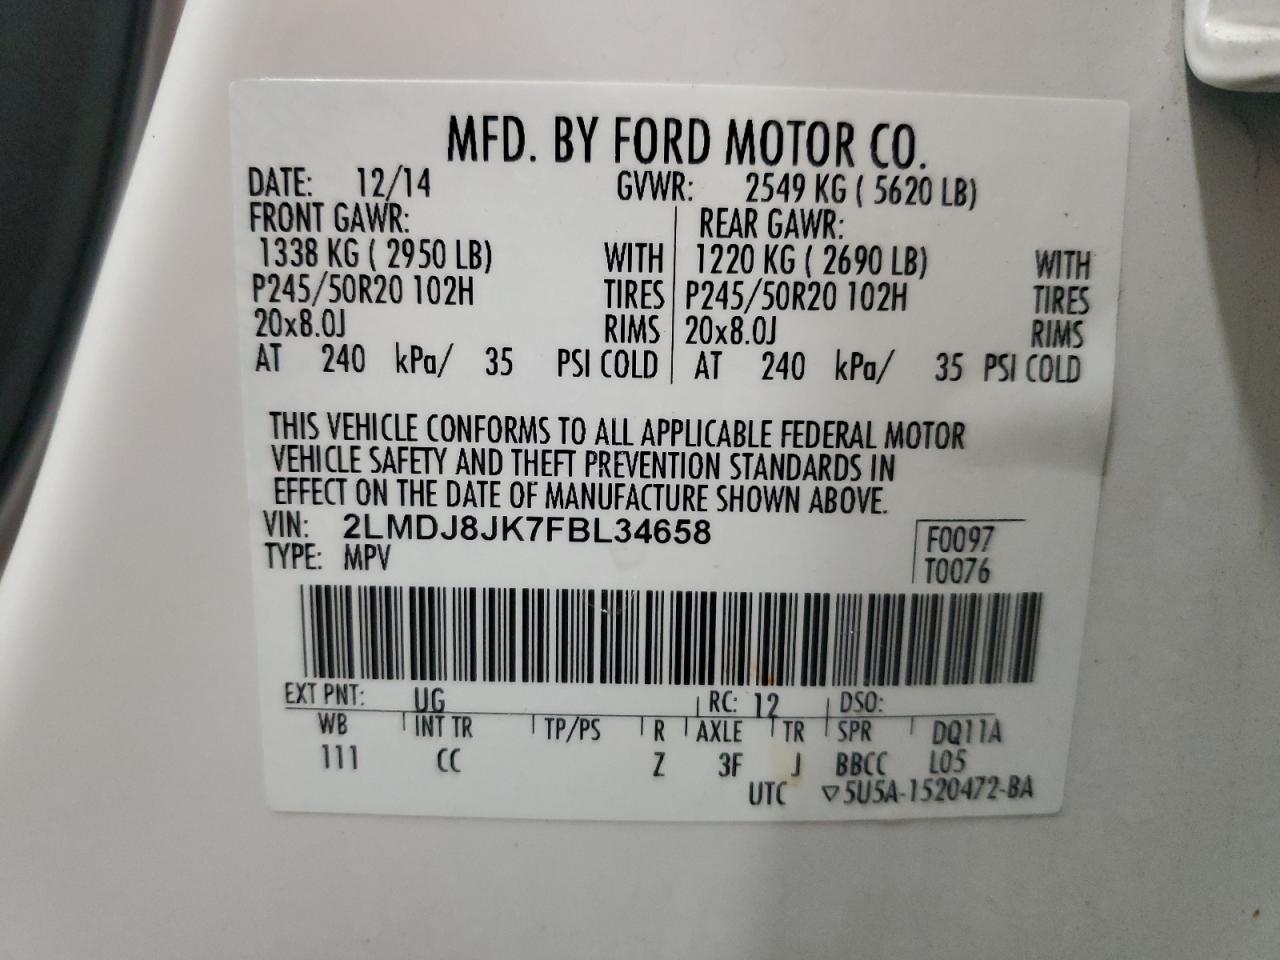 MFD. BY FORD MOTOR CO.
DATE: 12/14 GVWR: 2549 KG ( 5620 LB)
FRONT GAWR: REAR GAWR:
1338 KG ( 2950 LB) WITH 1220 KG ( 2690 LB) WITH
P245/50R20 102H TIRES P245/50R20 102H TIRES
20x8.0J RIMS 20x8.0J RIMS
AT 240 kPa/ 35 PSI COLD AT 240 kPa/ 35 PSI COLD
THIS VEHICLE CONFORMS TO ALL APPLICABLE FEDERAL MOTOR
VEHICLE SAFETY AND THEFT PREVENTION STANDARDS IN
EFFECT ON THE DATE OF MANUFACTURE SHOWN ABOVE.
VIN: 2LMDJ8JK7FBL34658 F0097
TYPE: MPV T0076
EXT PNT: UG RC: 12 DSO:
WB INT TR TP/PS R AXLE TR SPR DQ11A
111 CC Z 3F J BBCC L05
UTC ▽5U5A-1520472-BA